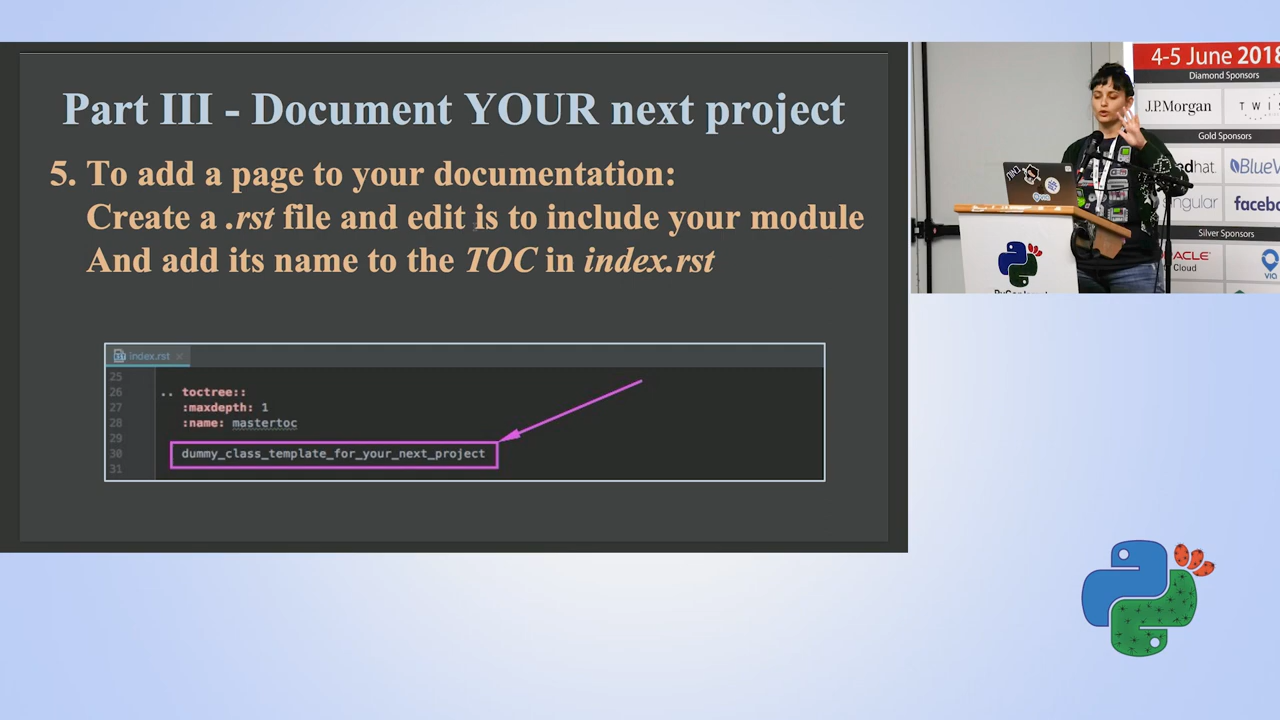 Part III - Document YOUR next project
5. To add a page to your documentation:
Create a .rst file and edit is to include your module
And add its name to the TOC in index.rst
index.rst
25
26 .. toctree::
27 :maxdepth: 1
28 :name: mastertoc
29
30 dummy_class_template_for_your_next_project
31
4-5 June 2018
Diamond Sponsors
J.P.Morgan
Gold Sponsors
Silver Sponsors
Cloud
VIA